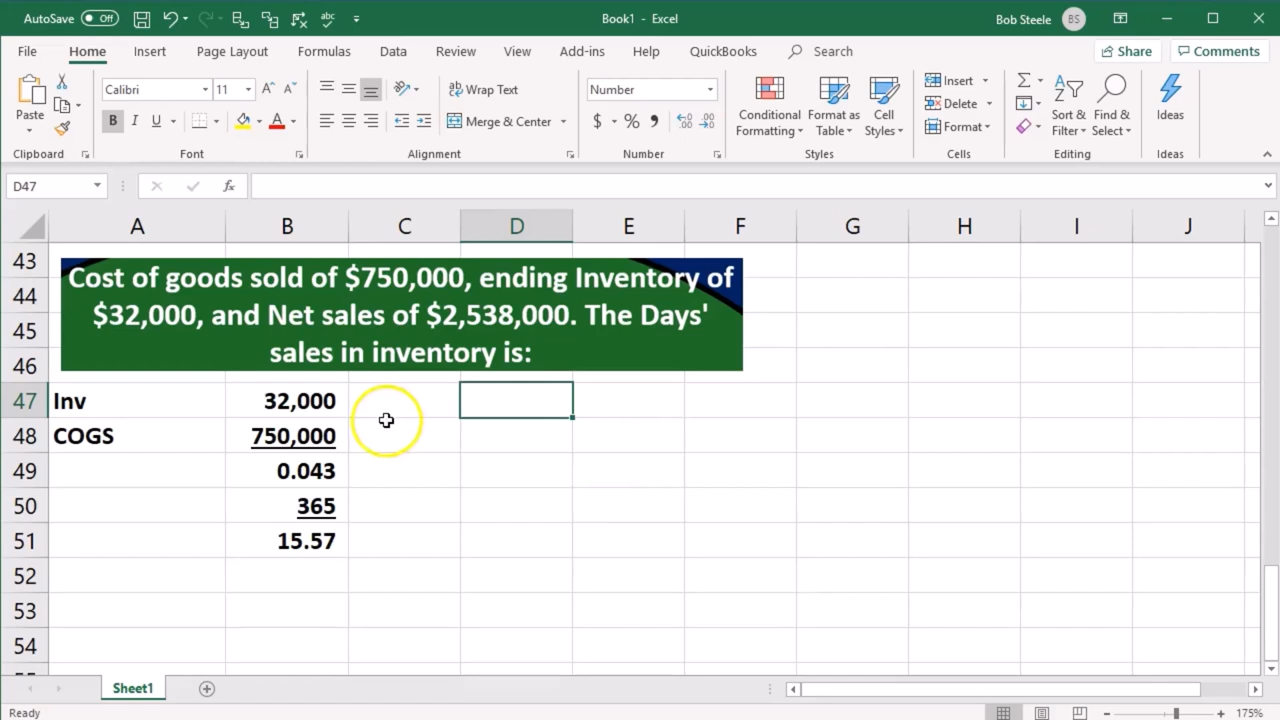 AutoSave Off
Book1 - Excel
Bob Steele BS
File Home Insert Page Layout Formulas Data Review View Add-ins Help QuickBooks Search Share Comments
Paste
Calibri 11
B I U
Wrap Text
Merge & Center
Number
$ % ,
Conditional Formatting
Format as Table
Cell Styles
Insert
Delete
Format
Sort & Filter
Find & Select
Ideas
Clipboard Font Alignment Number Styles Cells Editing Ideas
D47 fx
A B C D E F G H I J
43
44
45
46
Cost of goods sold of $750,000, ending Inventory of
$32,000, and Net sales of $2,538,000. The Days'
sales in inventory is:
47 Inv 32,000
48 COGS 750,000
49 0.043
50 365
51 15.57
52
53
54
Sheet1
Ready 175%